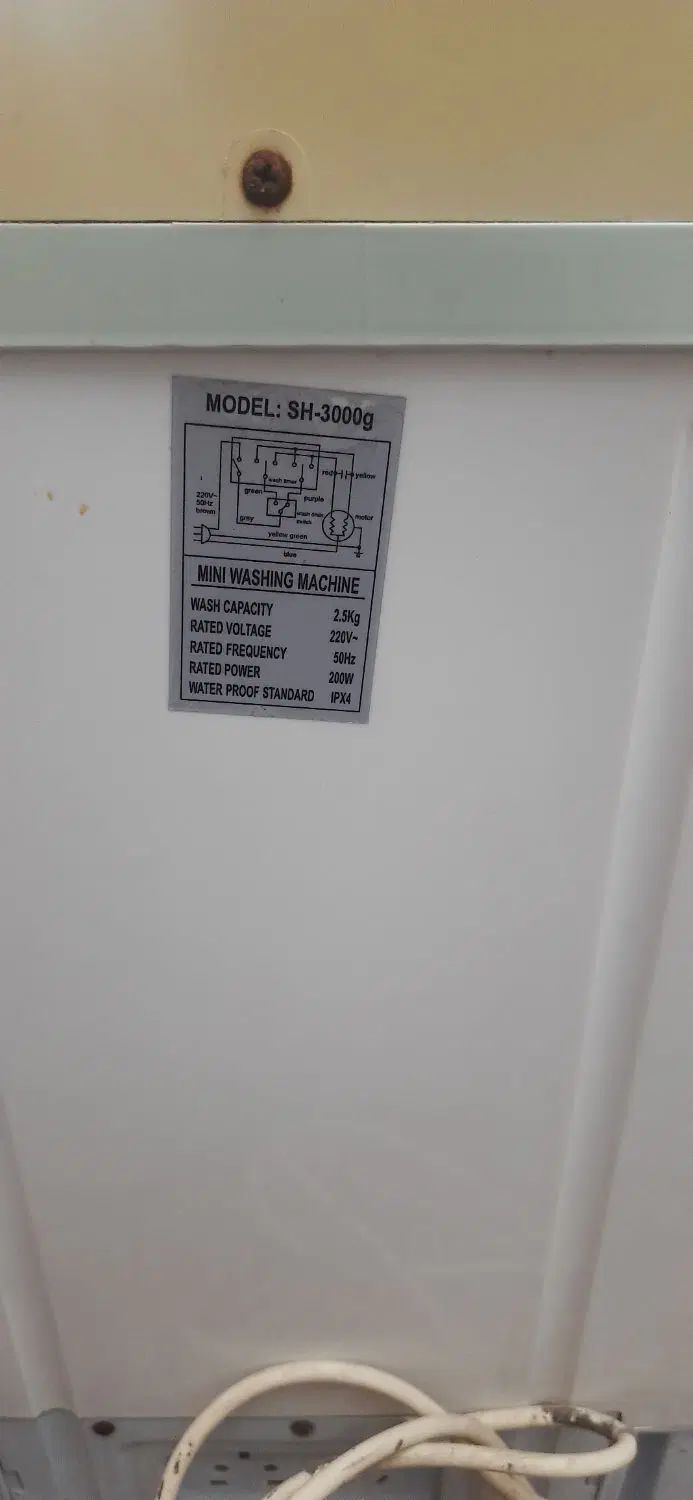 MODEL: SH-3000g
red
yellow
wash timer
green
purple
220V~
50Hz
brown
grey
wash drain
switch
motor
yellow green
blue
MINI WASHING MACHINE
WASH CAPACITY 2.5Kg
RATED VOLTAGE 220V~
RATED FREQUENCY 50Hz
RATED POWER 200W
WATER PROOF STANDARD IPX4